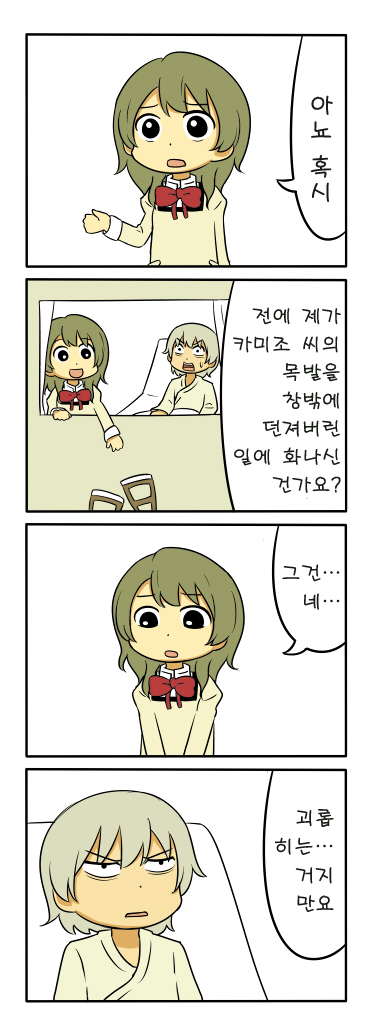 아
뇨
혹
시
전에 제가
카미조 씨의
목발을
창밖에
던져버린
일에 화나신
건가요?
그건…
네…
괴롭
히는…
거지
만요